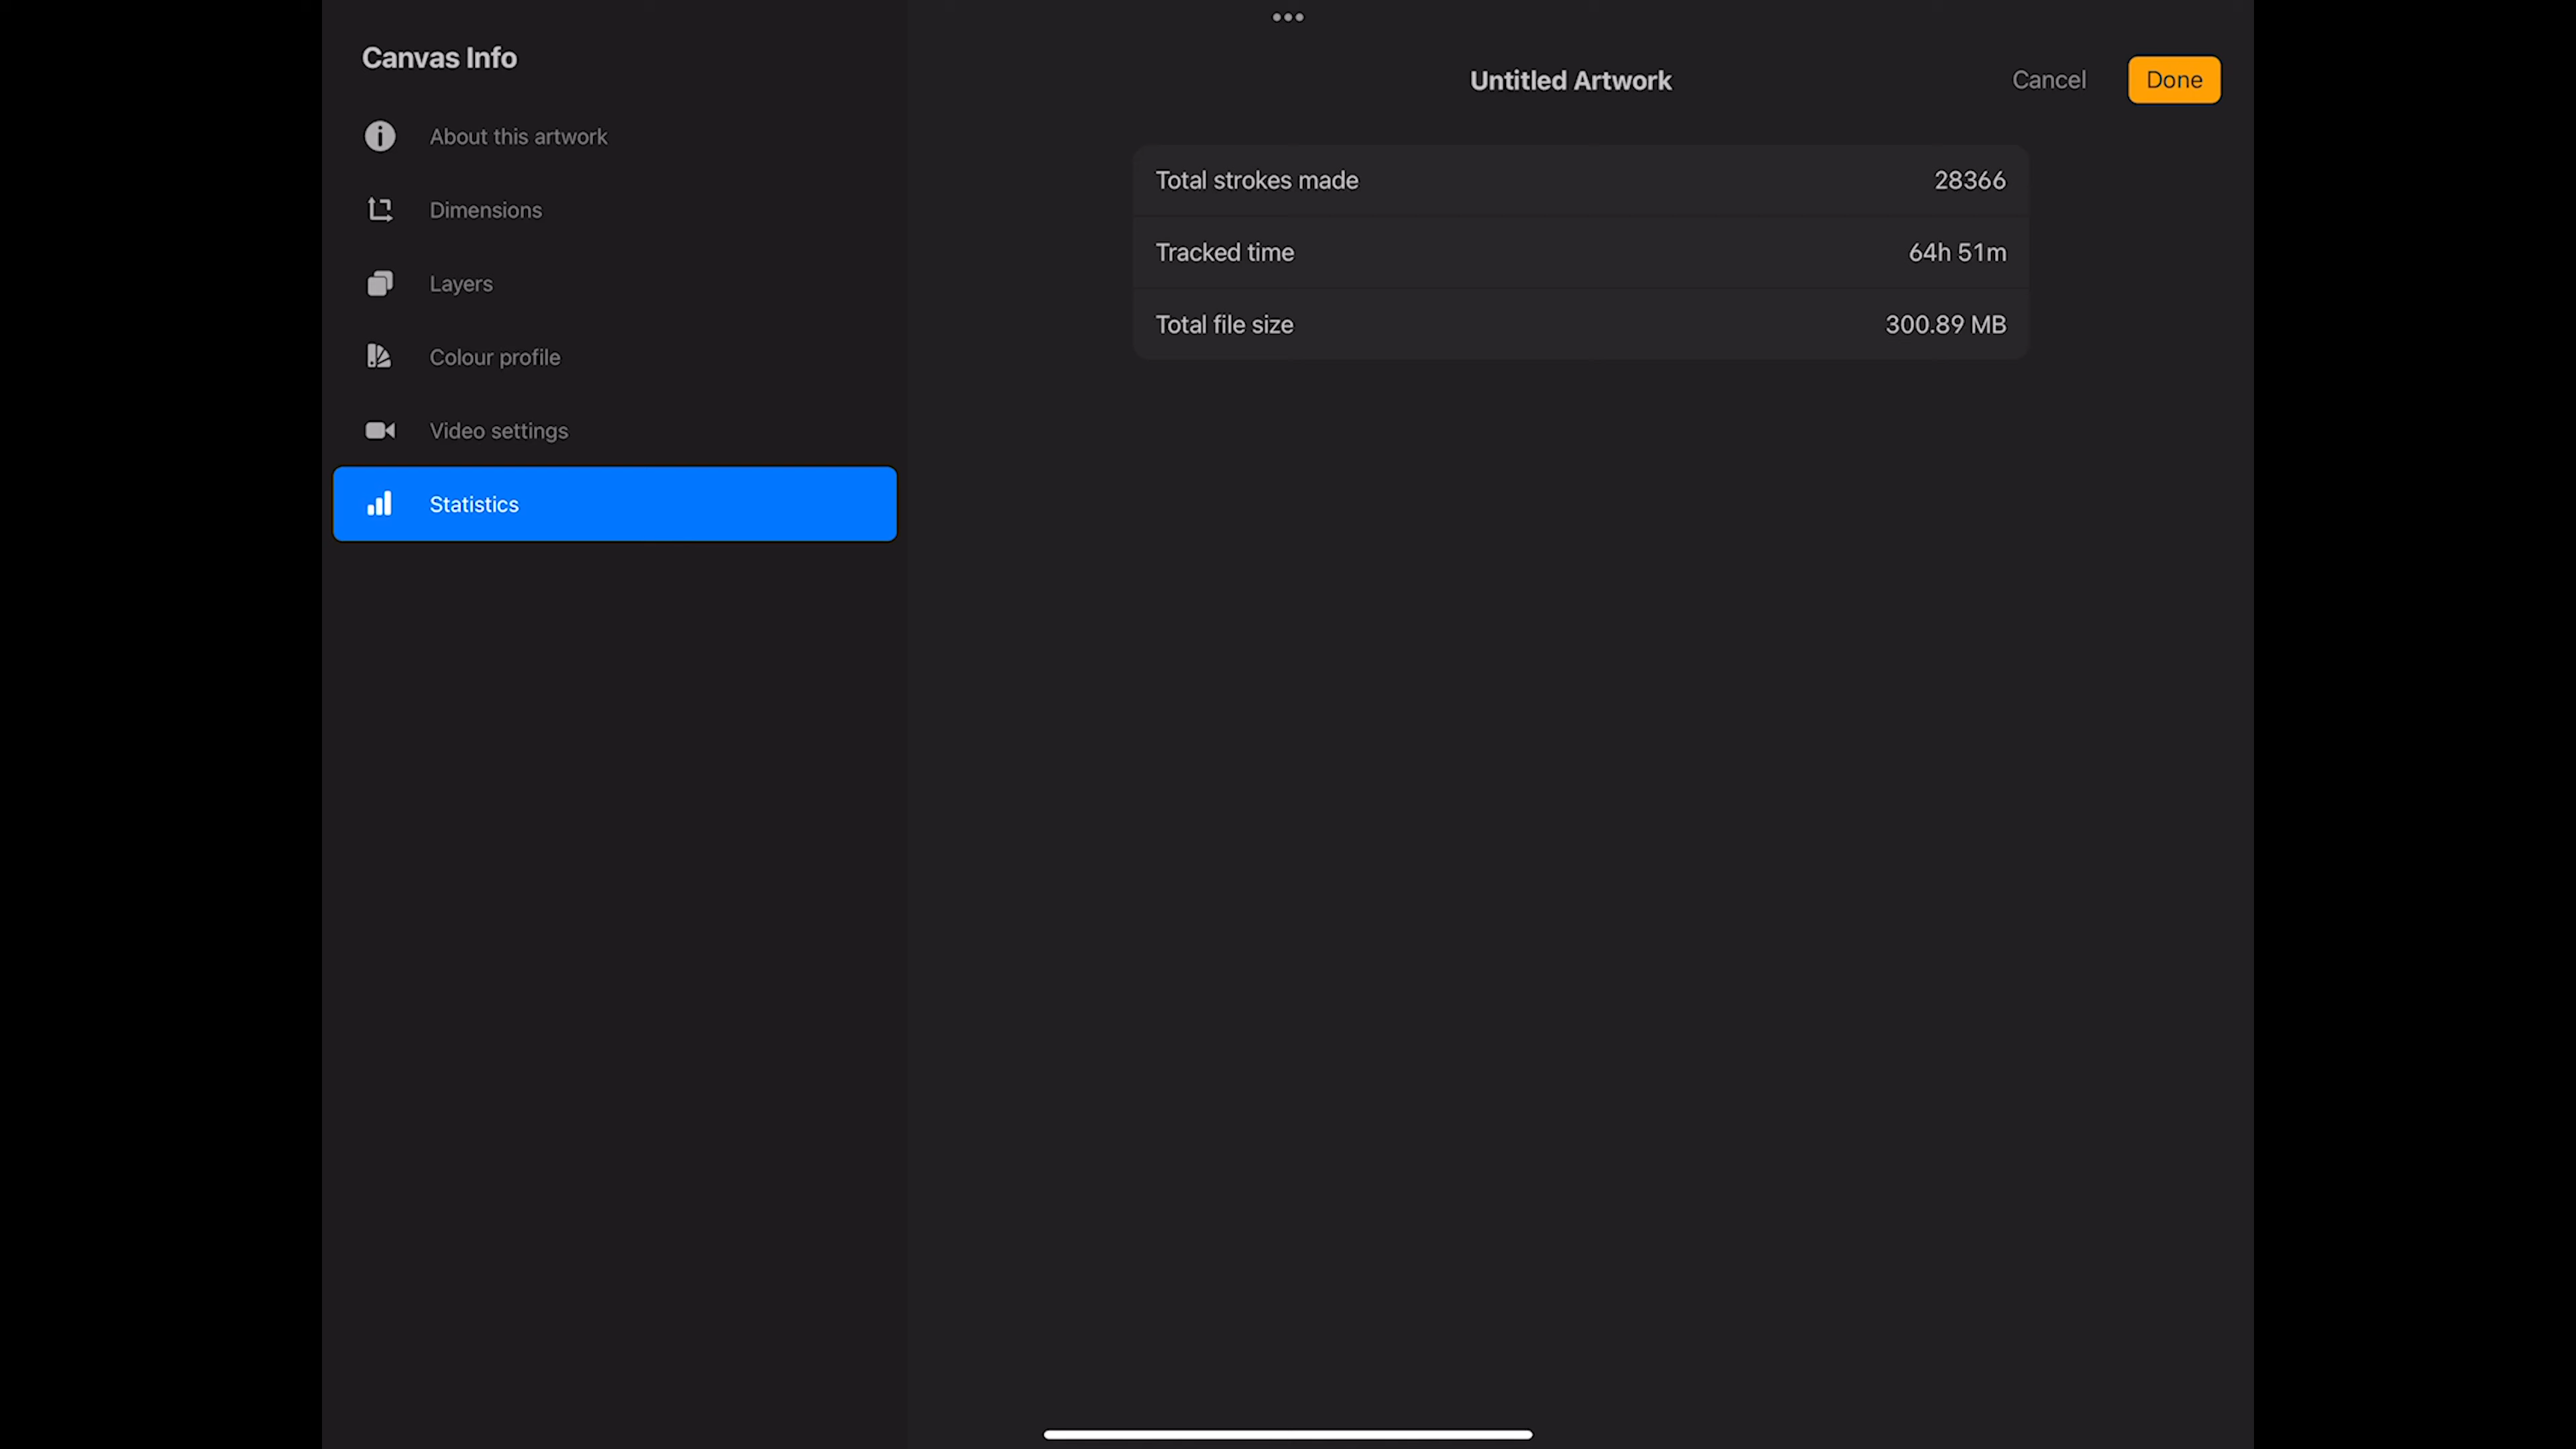 Canvas Info
About this artwork
Dimensions
Layers
Colour profile
Video settings
Statistics
Untitled Artwork
Cancel
Done
Total strokes made 28366
Tracked time 64h 51m
Total file size 300.89 MB